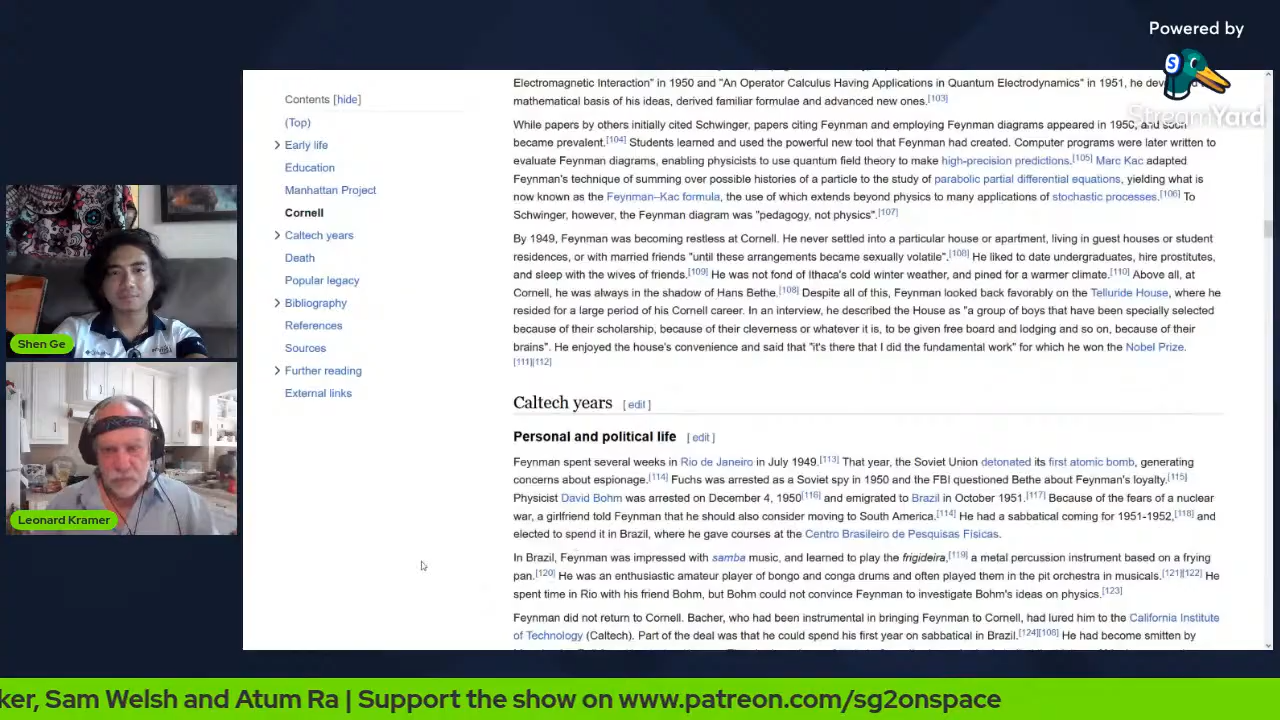 Powered by
StreamYard
Contents [hide]
(Top)
Early life
Education
Manhattan Project
Cornell
Caltech years
Death
Popular legacy
Bibliography
References
Sources
Further reading
External links
Electromagnetic Interaction" in 1950 and "An Operator Calculus Having Applications in Quantum Electrodynamics" in 1951, he
mathematical basis of his ideas, derived familiar formulae and advanced new ones.[103]
While papers by others initially cited Schwinger, papers citing Feynman and employing Feynman diagrams appeared in 1950, and soon
became prevalent.[104] Students learned and used the powerful new tool that Feynman had created. Computer programs were later written to
evaluate Feynman diagrams, enabling physicists to use quantum field theory to make high-precision predictions.[105] Marc Kac adapted
Feynman's technique of summing over possible histories of a particle to the study of parabolic partial differential equations, yielding what is
now known as the Feynman–Kac formula, the use of which extends beyond physics to many applications of stochastic processes.[106] To
Schwinger, however, the Feynman diagram was "pedagogy, not physics".[107]
By 1949, Feynman was becoming restless at Cornell. He never settled into a particular house or apartment, living in guest houses or student
residences, or with married friends "until these arrangements became sexually volatile".[108] He liked to date undergraduates, hire prostitutes,
and sleep with the wives of friends.[109] He was not fond of Ithaca's cold winter weather, and pined for a warmer climate.[110] Above all, at
Cornell, he was always in the shadow of Hans Bethe.[108] Despite all of this, Feynman looked back favorably on the Telluride House, where he
resided for a large period of his Cornell career. In an interview, he described the House as "a group of boys that have been specially selected
because of their scholarship, because of their cleverness or whatever it is, to be given free board and lodging and so on, because of their
brains". He enjoyed the house's convenience and said that "it's there that I did the fundamental work" for which he won the Nobel Prize.
[111][112]
Caltech years [ edit ]
Personal and political life [ edit ]
Feynman spent several weeks in Rio de Janeiro in July 1949.[113] That year, the Soviet Union detonated its first atomic bomb, generating
concerns about espionage.[114] Fuchs was arrested as a Soviet spy in 1950 and the FBI questioned Bethe about Feynman's loyalty.[115]
Physicist David Bohm was arrested on December 4, 1950[116] and emigrated to Brazil in October 1951.[117] Because of the fears of a nuclear
war, a girlfriend told Feynman that he should also consider moving to South America.[114] He had a sabbatical coming for 1951-1952,[118] and
elected to spend it in Brazil, where he gave courses at the Centro Brasileiro de Pesquisas Físicas.
In Brazil, Feynman was impressed with samba music, and learned to play the frigideira,[119] a metal percussion instrument based on a frying
pan.[120] He was an enthusiastic amateur player of bongo and conga drums and often played them in the pit orchestra in musicals.[121][122] He
spent time in Rio with his friend Bohm, but Bohm could not convince Feynman to investigate Bohm's ideas on physics.[123]
Feynman did not return to Cornell. Bacher, who had been instrumental in bringing Feynman to Cornell, had lured him to the California Institute
of Technology (Caltech). Part of the deal was that he could spend his first year on sabbatical in Brazil.[124][108] He had become smitten by
Shen Ge
Leonard Kramer
ker, Sam Welsh and Atum Ra | Support the show on www.patreon.com/sg2onspace